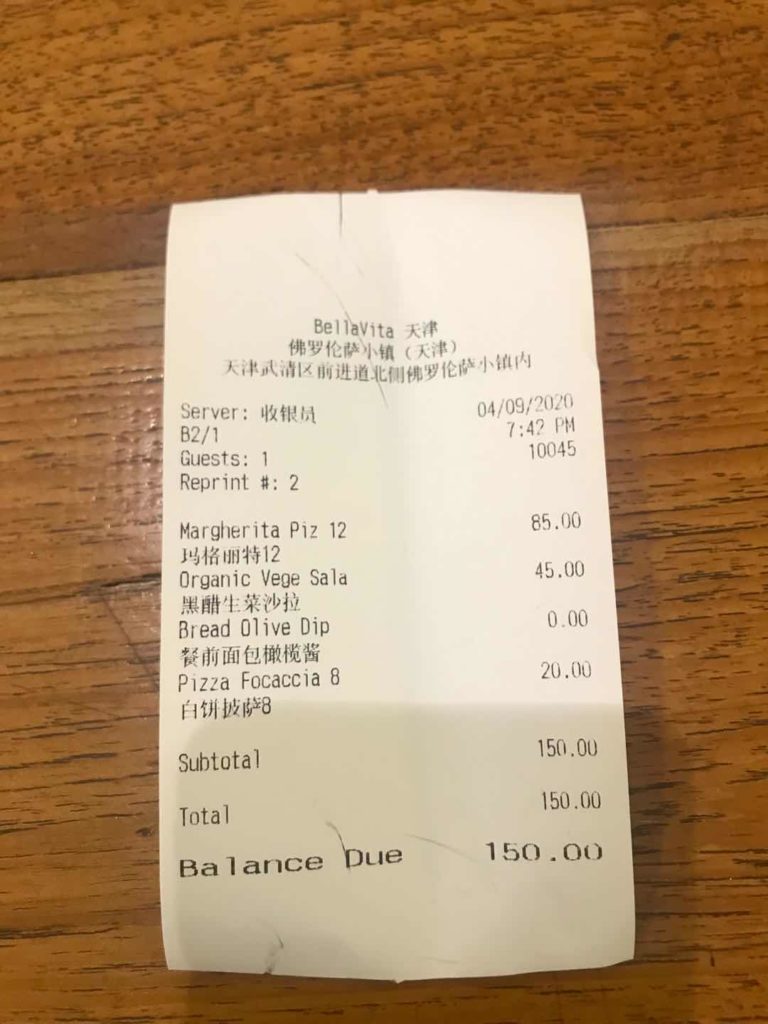 BellaVita 天津
佛罗伦萨小镇（天津）
天津武清区前进道北侧佛罗伦萨小镇内
Server: 收银员 04/09/2020
B2/1 7:42 PM
Guests: 1 10045
Reprint #: 2
Margherita Piz 12 85.00
玛格丽特12
Organic Vege Sala 45.00
黑醋生菜沙拉
Bread Olive Dip 0.00
餐前面包橄榄酱
Pizza Focaccia 8 20.00
白饼披萨8
Subtotal 150.00
Total 150.00
Balance Due 150.00